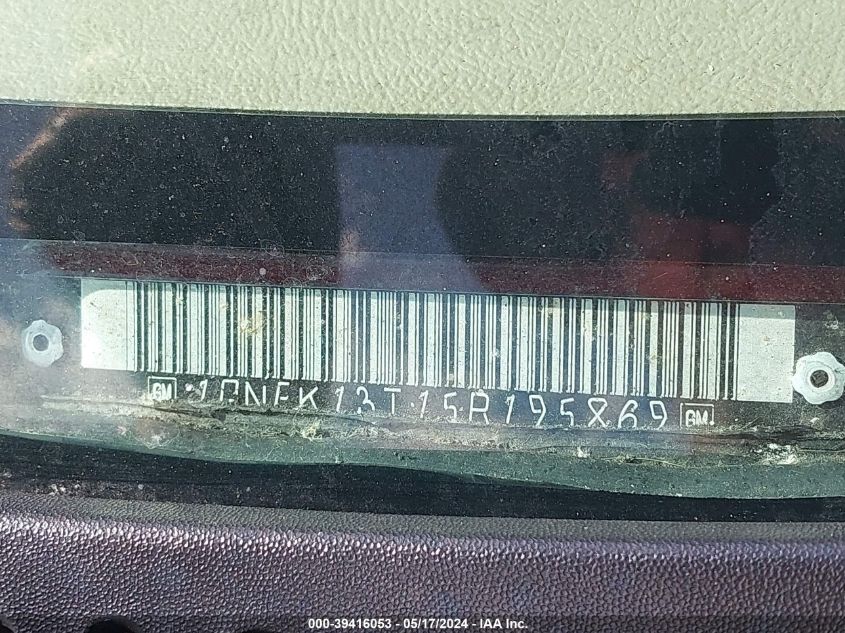 GM *1GNEK13T15R195869 GM
000-39416053 - 05/17/2024 - IAA Inc.